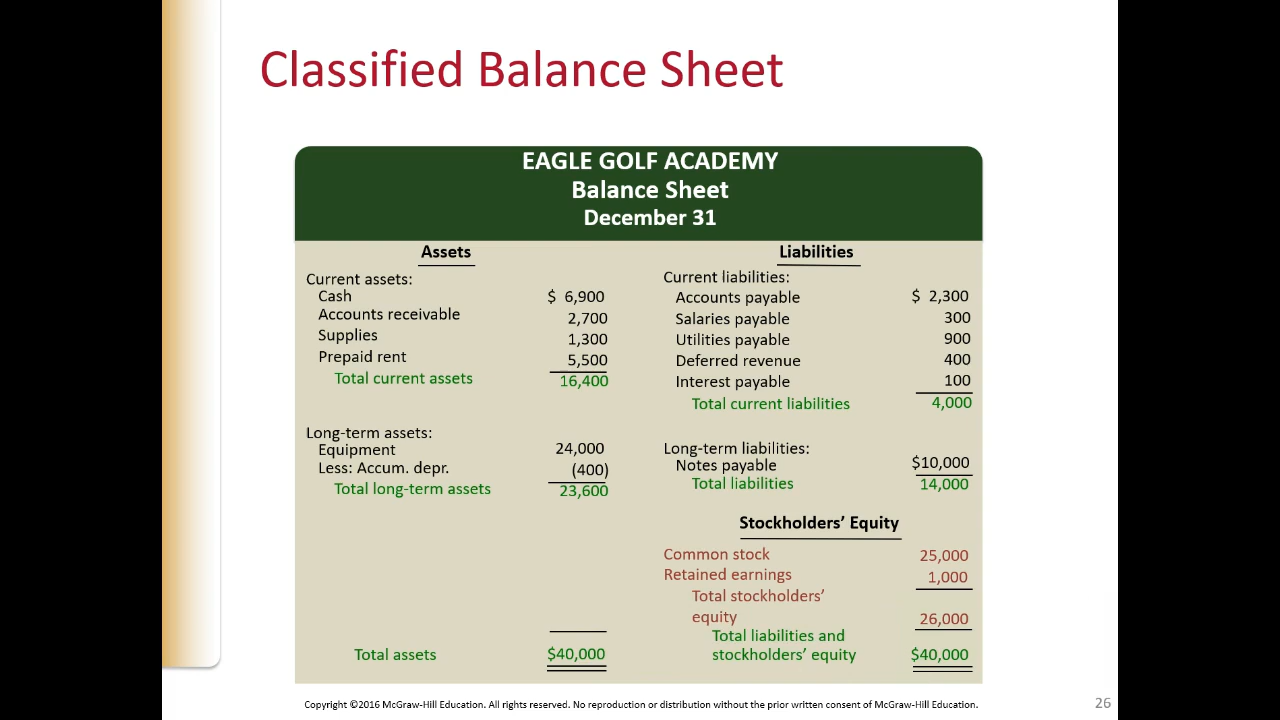 Classified Balance Sheet
EAGLE GOLF ACADEMY
Balance Sheet
December 31
Assets
Current assets:
Cash $ 6,900
Accounts receivable 2,700
Supplies 1,300
Prepaid rent 5,500
Total current assets 16,400
Long-term assets:
Equipment 24,000
Less: Accum. depr. (400)
Total long-term assets 23,600
Total assets $40,000
Liabilities
Current liabilities:
Accounts payable $ 2,300
Salaries payable 300
Utilities payable 900
Deferred revenue 400
Interest payable 100
Total current liabilities 4,000
Long-term liabilities:
Notes payable $10,000
Total liabilities 14,000
Stockholders’ Equity
Common stock 25,000
Retained earnings 1,000
Total stockholders’
equity 26,000
Total liabilities and
stockholders’ equity $40,000
Copyright ©2016 McGraw-Hill Education. All rights reserved. No reproduction or distribution without the prior written consent of McGraw-Hill Education.
26